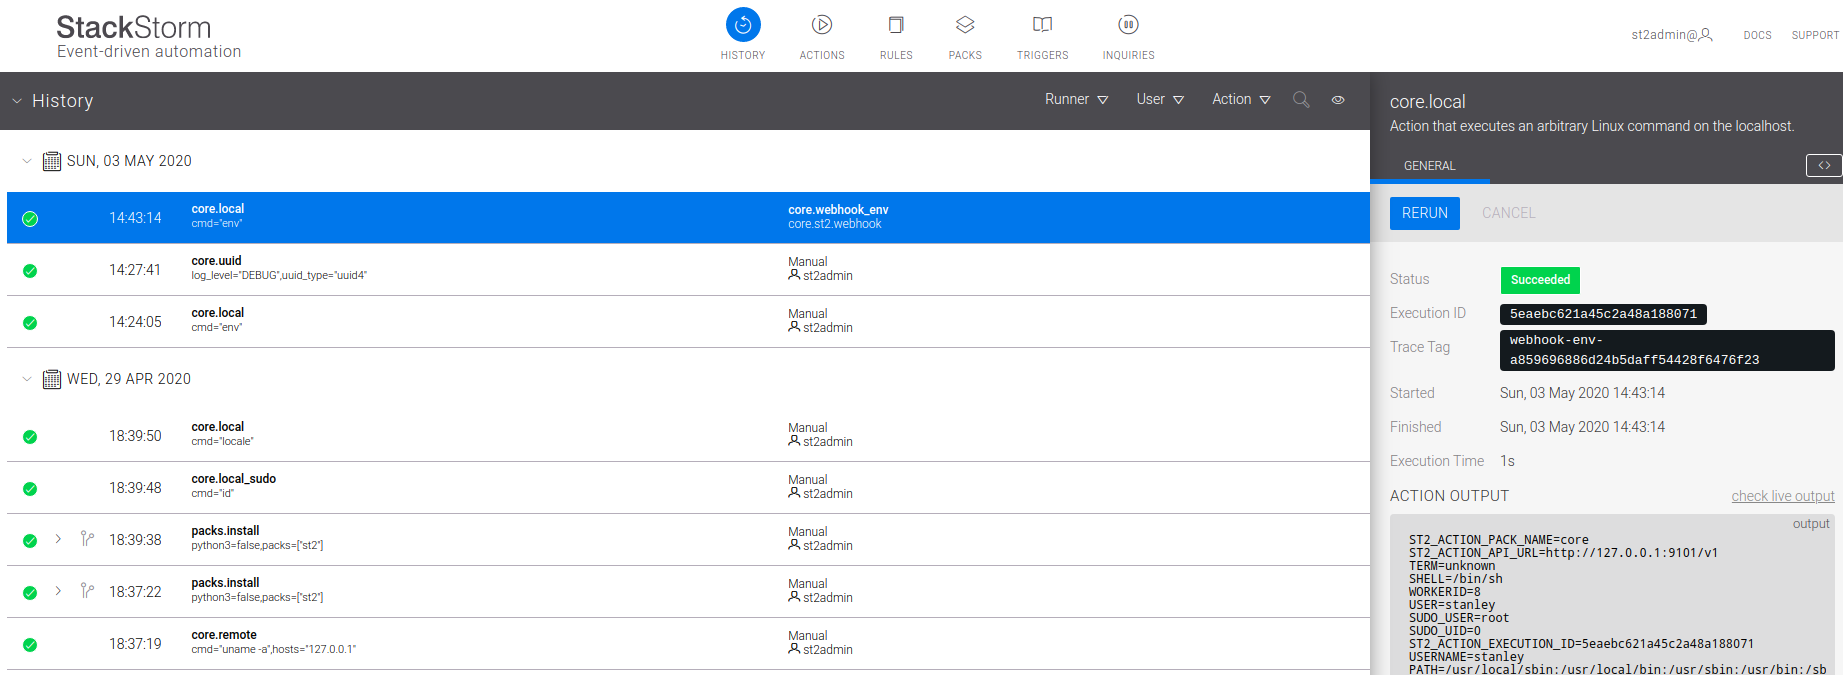 StackStorm
Event-driven automation
HISTORY
ACTIONS
RULES
PACKS
TRIGGERS
INQUIRIES
st2admin@
DOCS
SUPPORT
History
Runner
User
Action
SUN, 03 MAY 2020
14:43:14
core.local
cmd="env"
core.webhook_env
core.st2.webhook
14:27:41
core.uuid
log_level="DEBUG",uuid_type="uuid4"
Manual
st2admin
14:24:05
core.local
cmd="env"
Manual
st2admin
WED, 29 APR 2020
18:39:50
core.local
cmd="locale"
Manual
st2admin
18:39:48
core.local_sudo
cmd="id"
Manual
st2admin
18:39:38
packs.install
python3=false,packs=["st2"]
Manual
st2admin
18:37:22
packs.install
python3=false,packs=["st2"]
Manual
st2admin
18:37:19
core.remote
cmd="uname -a",hosts="127.0.0.1"
Manual
st2admin
core.local
Action that executes an arbitrary Linux command on the localhost.
GENERAL
<>
RERUN
CANCEL
Status
Succeeded
Execution ID
5eaebc621a45c2a48a188071
Trace Tag
webhook-env-
a859696886d24b5daff54428f6476f23
Started
Sun, 03 May 2020 14:43:14
Finished
Sun, 03 May 2020 14:43:14
Execution Time
1s
ACTION OUTPUT
check live output
output
ST2_ACTION_PACK_NAME=core
ST2_ACTION_API_URL=http://127.0.0.1:9101/v1
TERM=unknown
SHELL=/bin/sh
WORKERID=8
USER=stanley
SUDO_USER=root
SUDO_UID=0
ST2_ACTION_EXECUTION_ID=5eaebc621a45c2a48a188071
USERNAME=stanley
PATH=/usr/local/sbin:/usr/local/bin:/usr/sbin:/usr/bin:/sb